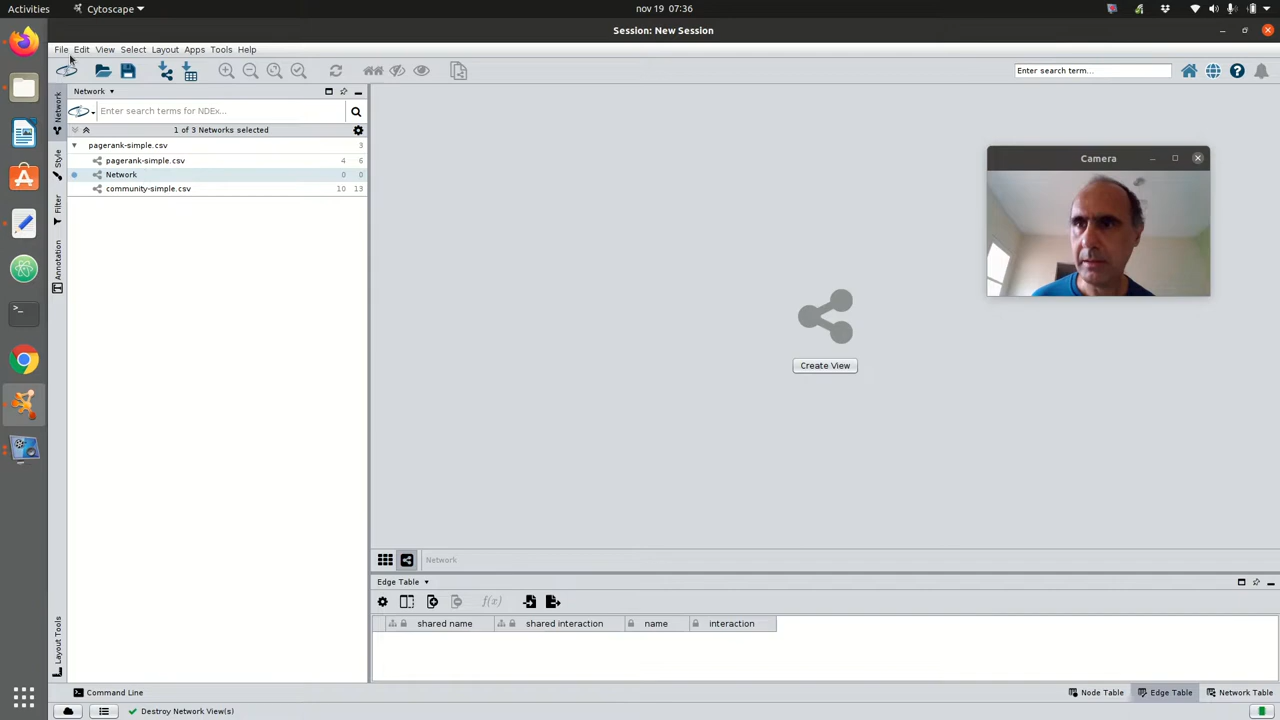 Activities
Cytoscape
nov 19 07:36
Session: New Session
File Edit View Select Layout Apps Tools Help
Enter search term...
Network
Enter search terms for NDEx...
1 of 3 Networks selected
pagerank-simple.csv 3
pagerank-simple.csv 4 6
Network 0 0
community-simple.csv 10 13
Network
Style
Filter
Annotation
Layout Tools
Camera
Create View
Network
Edge Table
f(x)
shared name shared interaction name interaction
Command Line
Node Table Edge Table Network Table
Destroy Network View(s)